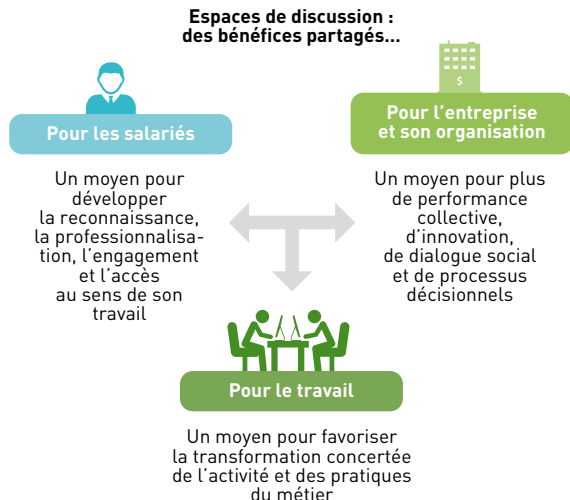 Espaces de discussion :
des bénéfices partagés...
Pour les salariés
Un moyen pour
développer
la reconnaissance,
la professionnalisa-
tion, l'engagement
et l'accès
au sens de son
travail
$
Pour l'entreprise
et son organisation
Un moyen pour plus
de performance
collective,
d'innovation,
de dialogue social
et de processus
décisionnels
Pour le travail
Un moyen pour favoriser
la transformation concertée
de l'activité et des pratiques
du métier